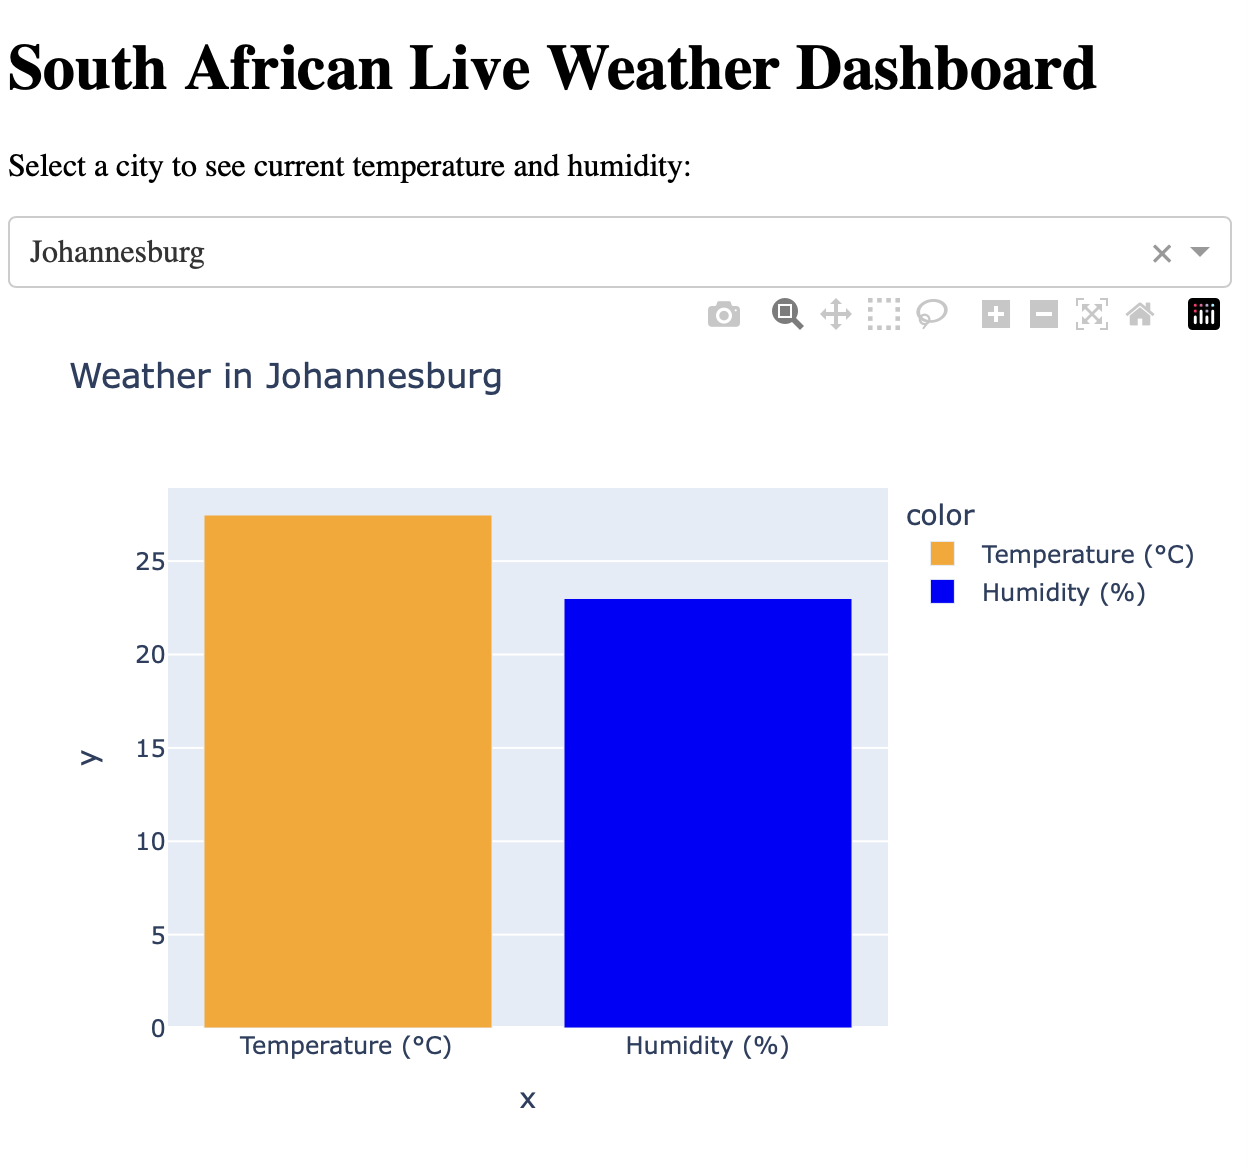 South African Live Weather Dashboard
Select a city to see current temperature and humidity:
Johannesburg
Weather in Johannesburg
color
Temperature (°C)
Humidity (%)
y
25
20
15
10
5
0
Temperature (°C) Humidity (%)
x